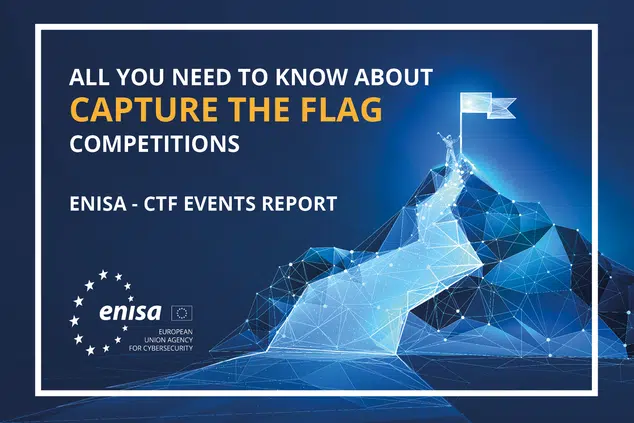 ALL YOU NEED TO KNOW ABOUT
CAPTURE THE FLAG
COMPETITIONS
ENISA - CTF EVENTS REPORT
enisa
EUROPEAN
UNION AGENCY
FOR CYBERSECURITY